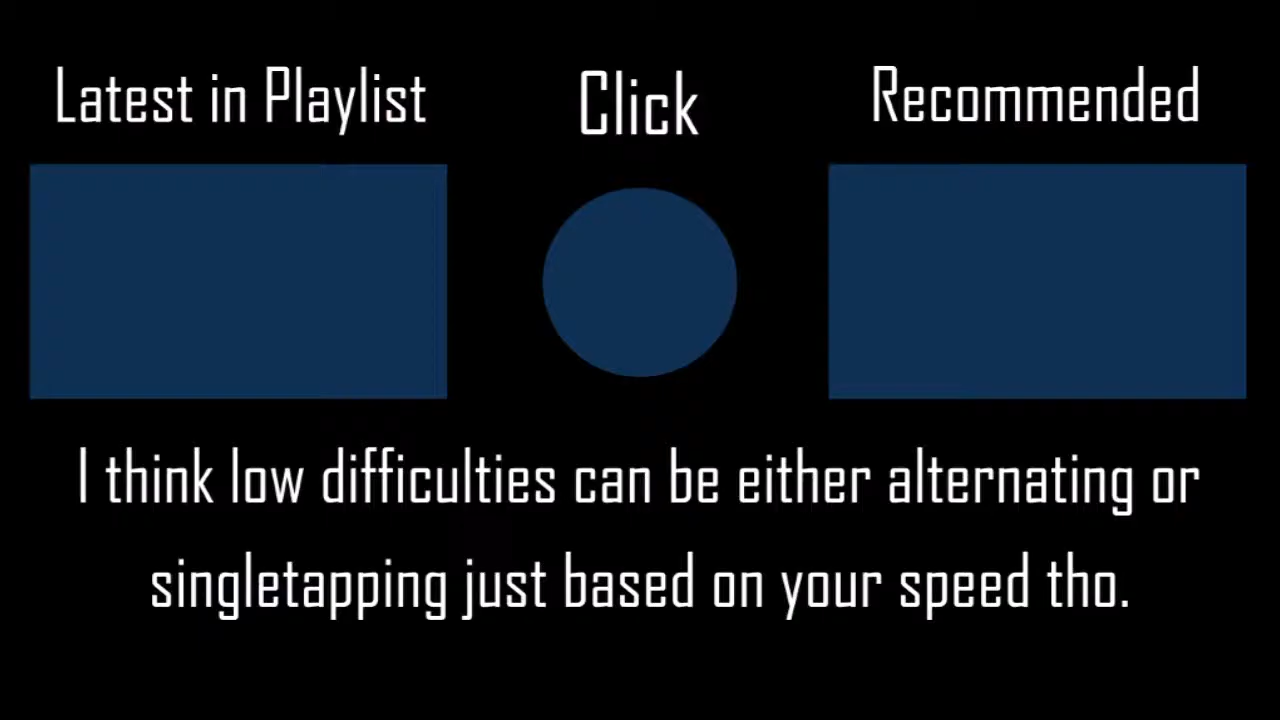 Latest in Playlist
Click
Recommended
I think low difficulties can be either alternating or
singletapping just based on your speed tho.